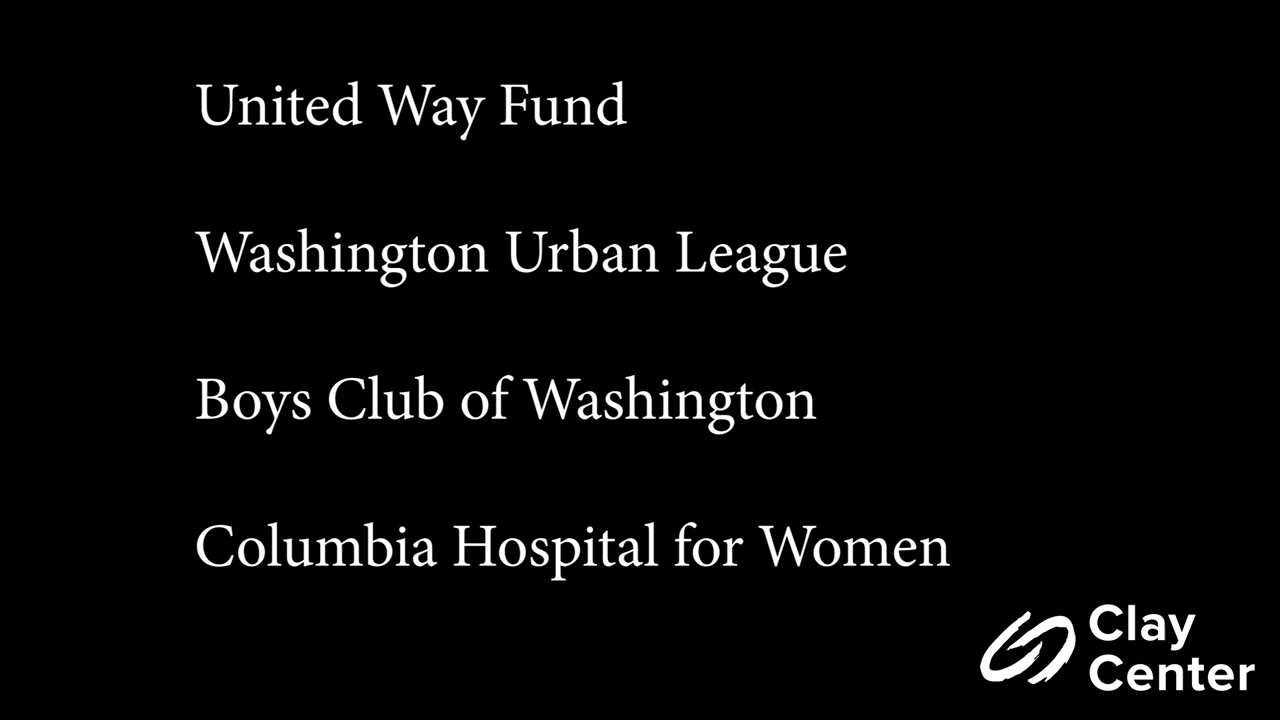 United Way Fund
Washington Urban League
Boys Club of Washington
Columbia Hospital for Women
Clay
Center